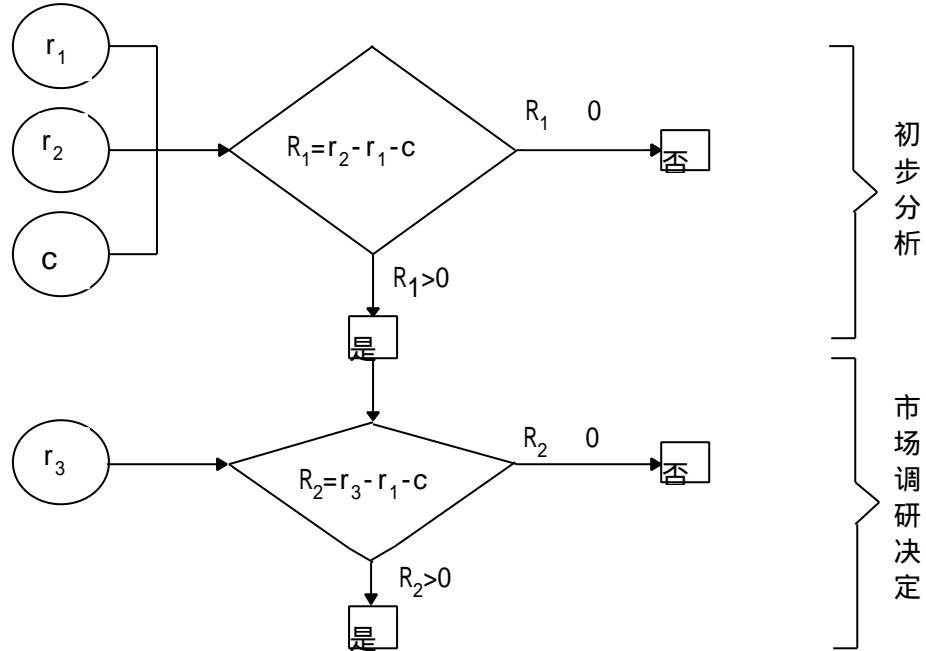 r₁
r₂
c
R₁=r₂-r₁-c
R₁ 0
否
R₁>0
是
初步分析
r₃
R₂=r₃-r₁-c
R₂ 0
否
R₂>0
是
市场调研决定